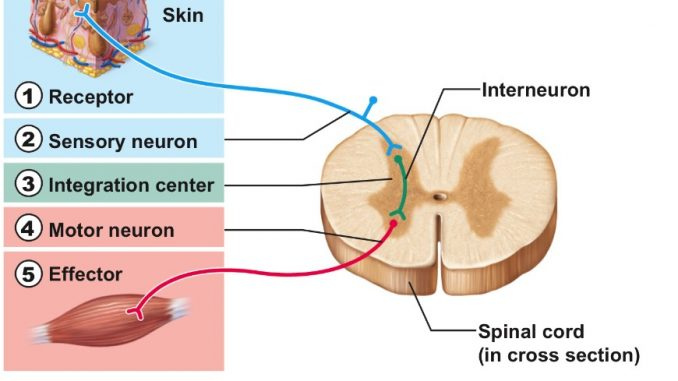 Skin
1 Receptor
Interneuron
2 Sensory neuron
3 Integration center
4 Motor neuron
5 Effector
Spinal cord
(in cross section)